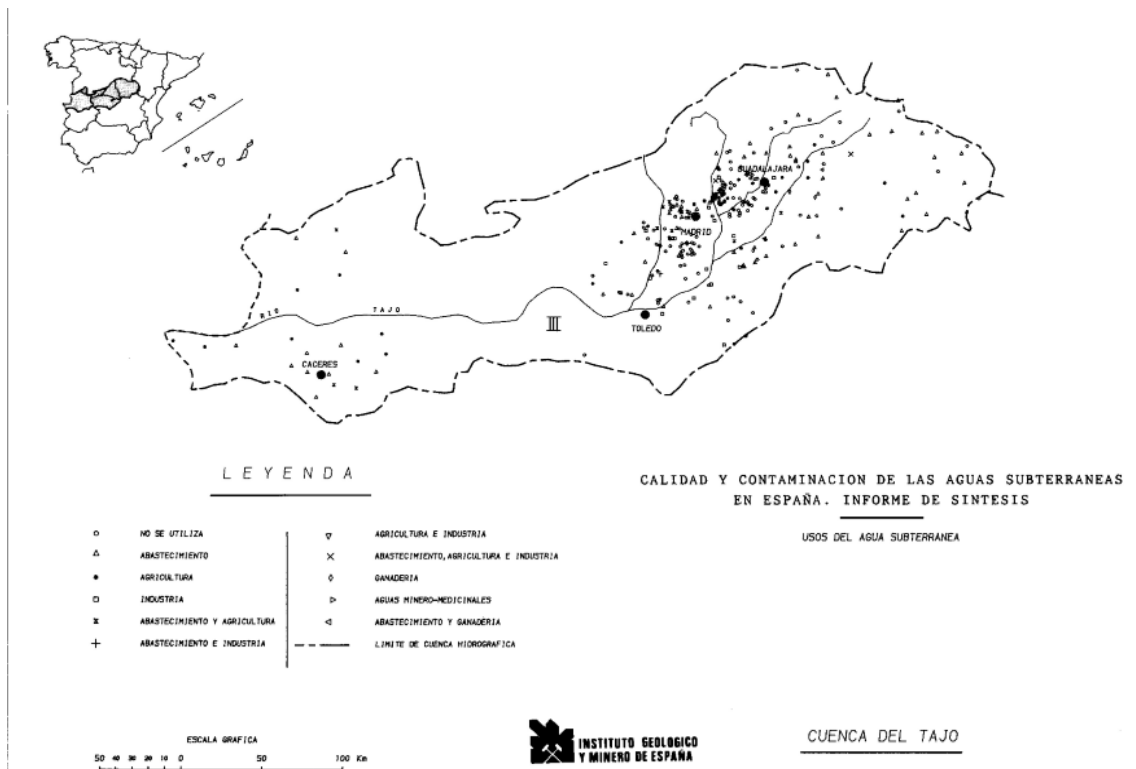 GUADALAJARA
MADRID
RIO TAJO
III
TOLEDO
CACERES
LEYENDA
NO SE UTILIZA
ABASTECIMIENTO
AGRICULTURA
INDUSTRIA
ABASTECIMIENTO Y AGRICULTURA
ABASTECIMIENTO E INDUSTRIA
AGRICULTURA E INDUSTRIA
ABASTECIMIENTO, AGRICULTURA E INDUSTRIA
GANADERIA
AGUAS MINERO-MEDICINALES
ABASTECIMIENTO Y GANADERIA
LIMITE DE CUENCA HIDROGRAFICA
CALIDAD Y CONTAMINACION DE LAS AGUAS SUBTERRANEAS
EN ESPAÑA. INFORME DE SINTESIS
USOS DEL AGUA SUBTERRANEA
ESCALA GRAFICA
50 40 30 20 10 0 50 100 Km
INSTITUTO GEOLOGICO
Y MINERO DE ESPAÑA
CUENCA DEL TAJO